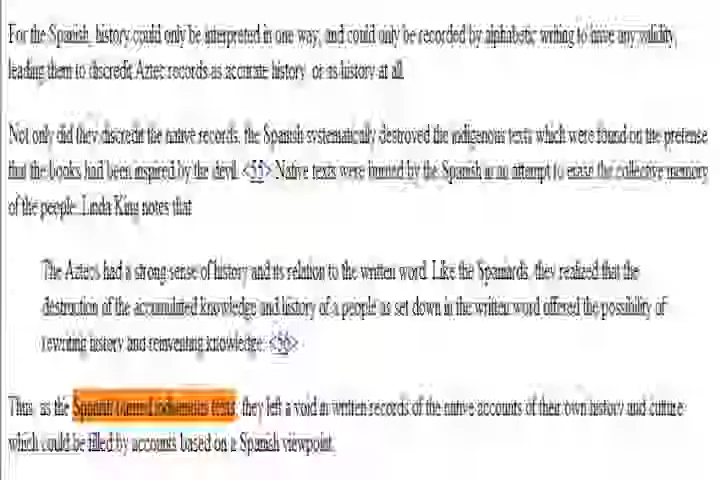 For the Spanish, history could only be interpreted in one way, and could only be recorded by alphabetic writing to have any validity,
leading them to discredit Aztec records as accurate history, or as history at all.
Not only did they discredit the native records, the Spanish systematically destroyed the indigenous texts which were found on the pretense
that the books had been inspired by the devil. <55> Native texts were burned by the Spanish in an attempt to erase the collective memory
of the people. Linda King notes that
The Aztecs had a strong sense of history and its relation to the written word. Like the Spaniards, they realized that the
destruction of the accumulated knowledge and history of a people as set down in the written word offered the possibility of
rewriting history and reinventing knowledge. <56>
Thus, as the Spanish burned indigenous texts, they left a void in written records of the native accounts of their own history and culture
which could be filled by accounts based on a Spanish viewpoint.